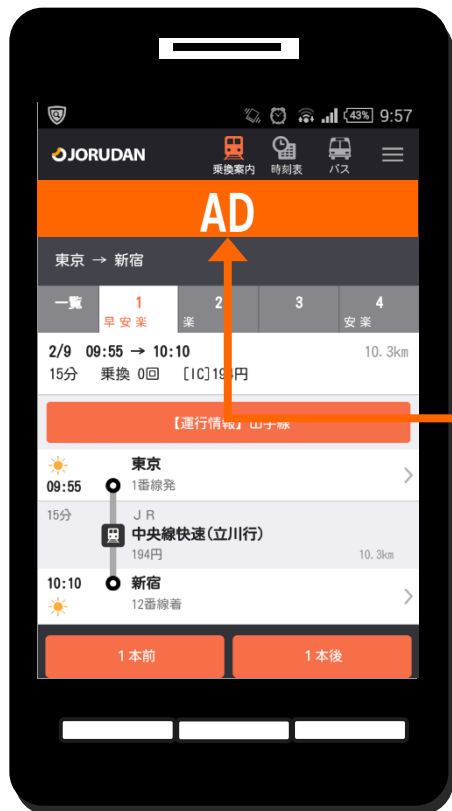 43% 9:57
JORUDAN
乗換案内 時刻表 バス
AD
東京 → 新宿
一覧 1 2 3 4
早 安 楽 楽 安 楽
2/9 09:55 → 10:10 10.3km
15分 乗換 0回 [IC]194円
【運行情報】山手線
東京
09:55 1番線発
15分 ＪＲ
中央線快速(立川行)
194円 10.3km
10:10 新宿
12番線着
1本前 1本後